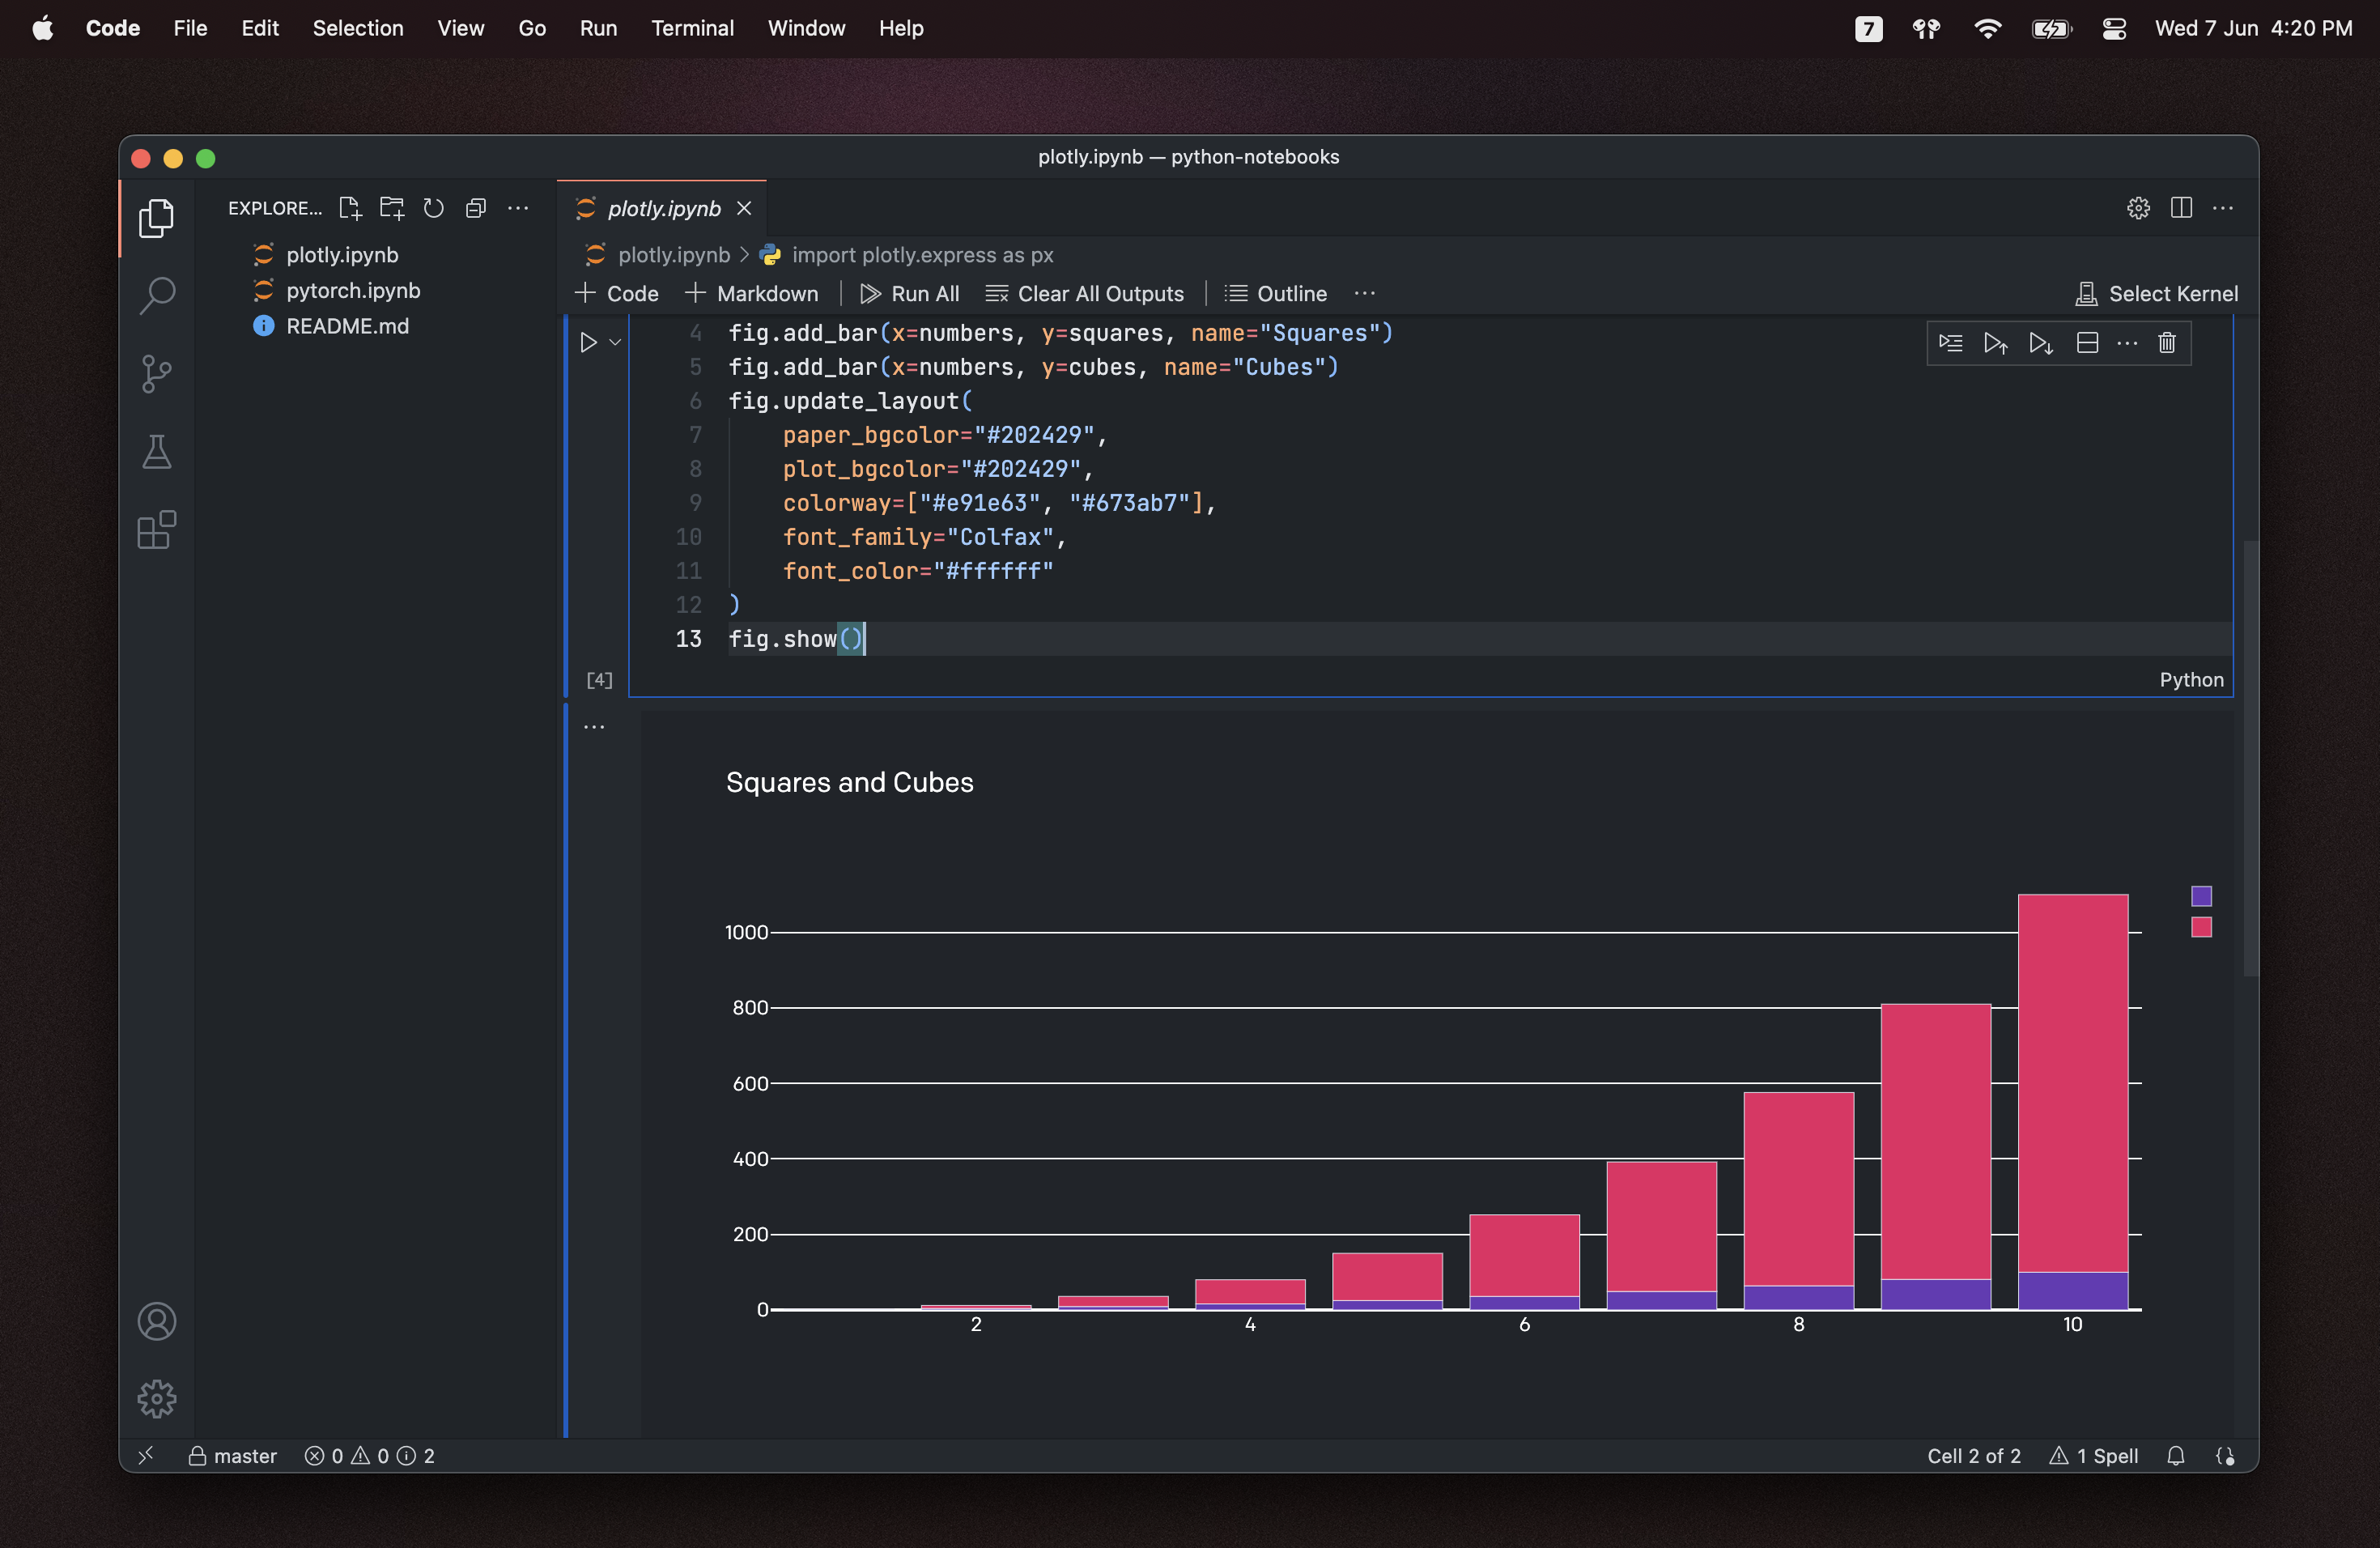 Code File Edit Selection View Go Run Terminal Window Help 7 Wed 7 Jun 4:20 PM
plotly.ipynb — python-notebooks
EXPLORE...
plotly.ipynb
pytorch.ipynb
README.md
plotly.ipynb
plotly.ipynb > import plotly.express as px
Code Markdown Run All Clear All Outputs Outline ... Select Kernel
4 fig.add_bar(x=numbers, y=squares, name="Squares")
5 fig.add_bar(x=numbers, y=cubes, name="Cubes")
6 fig.update_layout(
7 paper_bgcolor="#202429",
8 plot_bgcolor="#202429",
9 colorway=["#e91e63", "#673ab7"],
10 font_family="Colfax",
11 font_color="#ffffff"
12 )
13 fig.show()
[4] Python
Squares and Cubes
1000
800
600
400
200
0
2 4 6 8 10
master 0 0 2 Cell 2 of 2 1 Spell